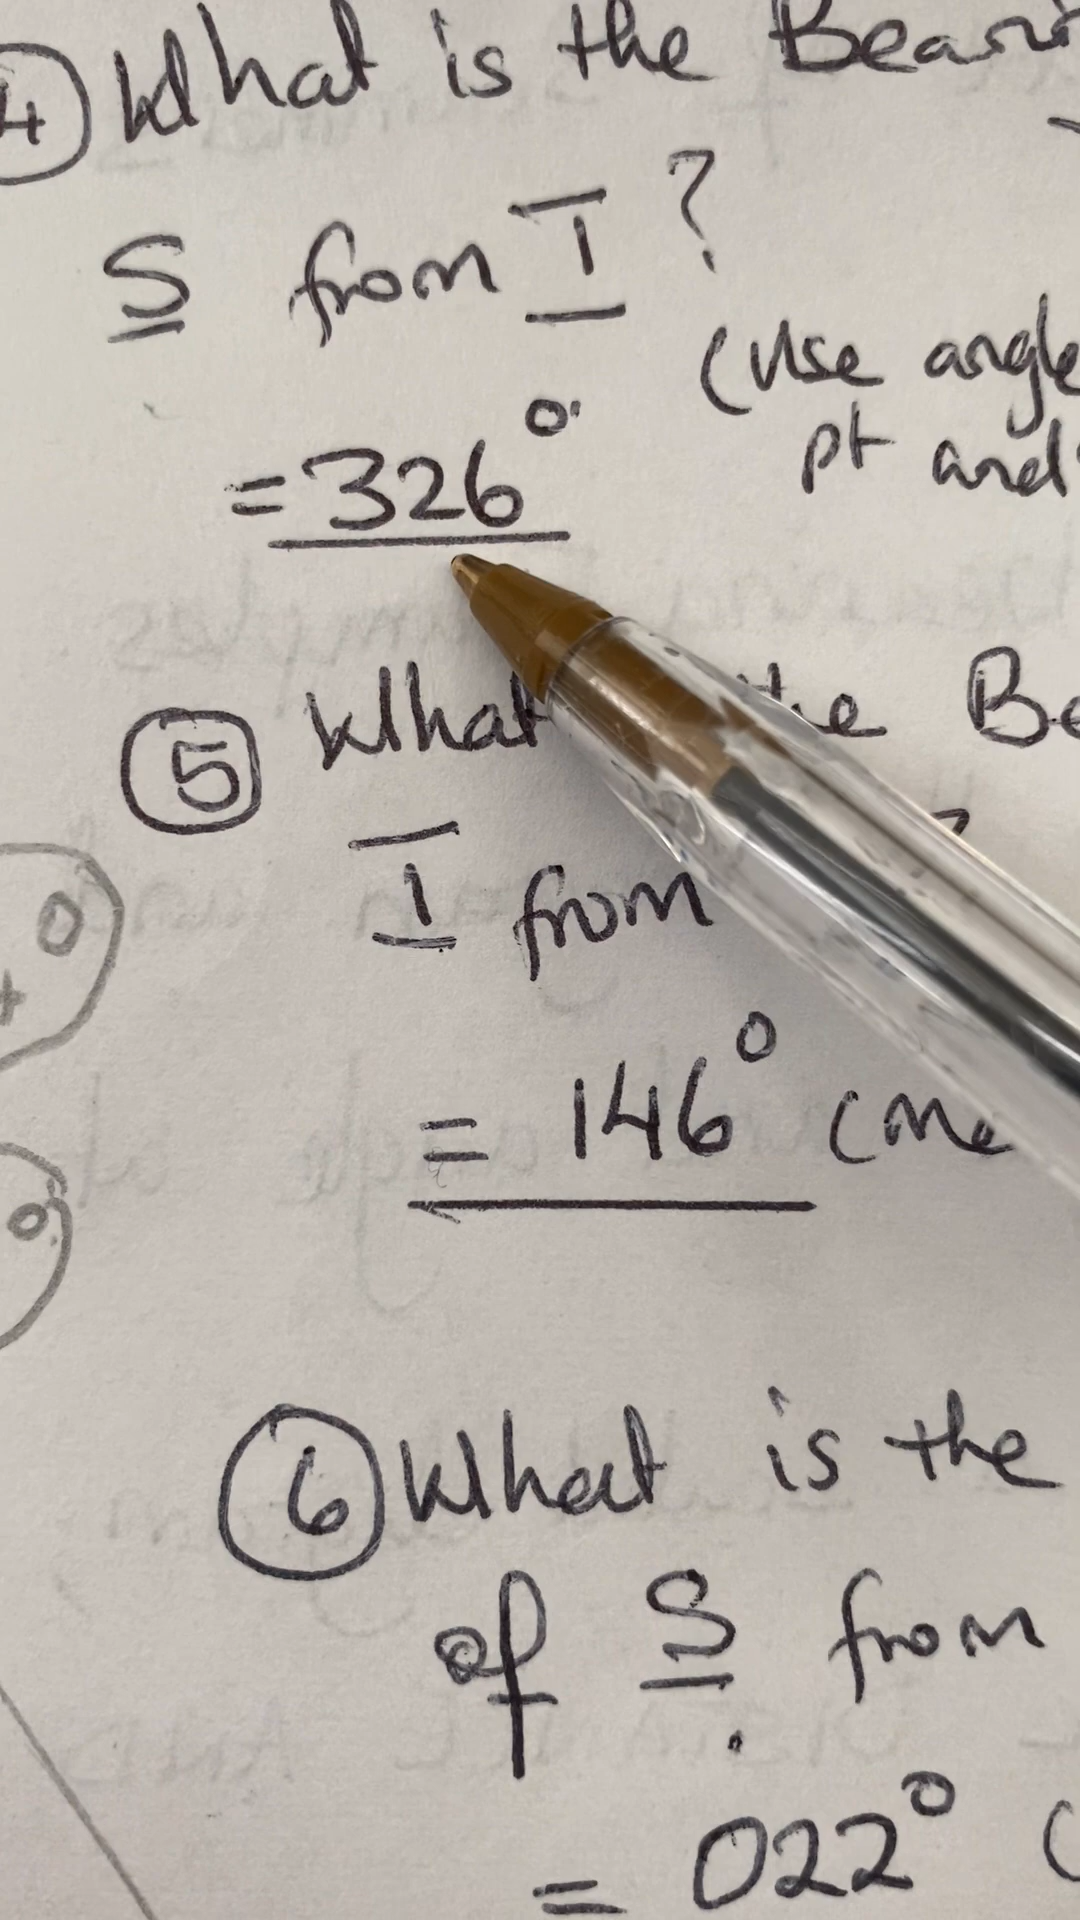 4 What is the
S from I ?
(Use angle
pt and
= 326°
5 What
I from
= 146°
6 What is the
of S from
= 022° (